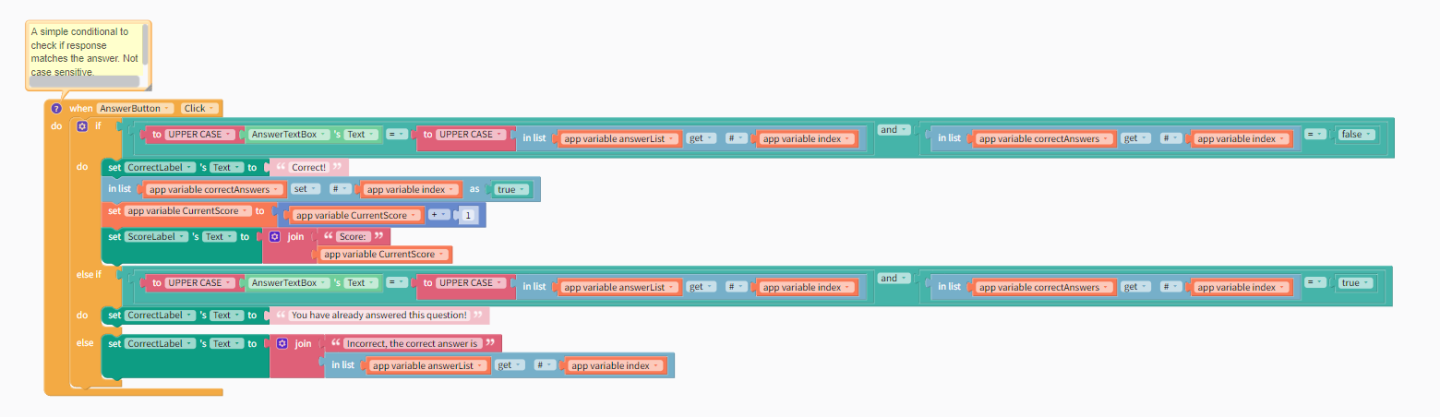 A simple conditional to
check if response
matches the answer. Not
case sensitive.
? when AnswerButton Click
do if to UPPER CASE AnswerTextBox 's Text = to UPPER CASE in list app variable answerList get # app variable index and in list app variable correctAnswers get # app variable index = false
do set CorrectLabel 's Text to “ Correct! ”
in list app variable correctAnswers set # app variable index as true
set app variable CurrentScore to app variable CurrentScore + 1
set ScoreLabel 's Text to join “ Score: ”
app variable CurrentScore
else if to UPPER CASE AnswerTextBox 's Text = to UPPER CASE in list app variable answerList get # app variable index and in list app variable correctAnswers get # app variable index = true
do set CorrectLabel 's Text to “ You have already answered this question! ”
else set CorrectLabel 's Text to join “ Incorrect, the correct answer is ”
in list app variable answerList get # app variable index